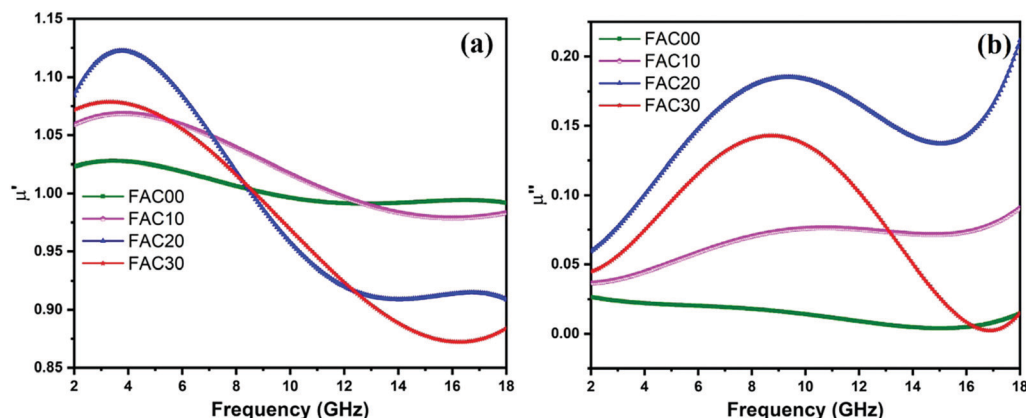 (a)
μ'
1.15
1.10
1.05
1.00
0.95
0.90
0.85
FAC00
FAC10
FAC20
FAC30
2 4 6 8 10 12 14 16 18
Frequency (GHz)
(b)
μ''
0.20
0.15
0.10
0.05
0.00
FAC00
FAC10
FAC20
FAC30
2 4 6 8 10 12 14 16 18
Frequency (GHz)